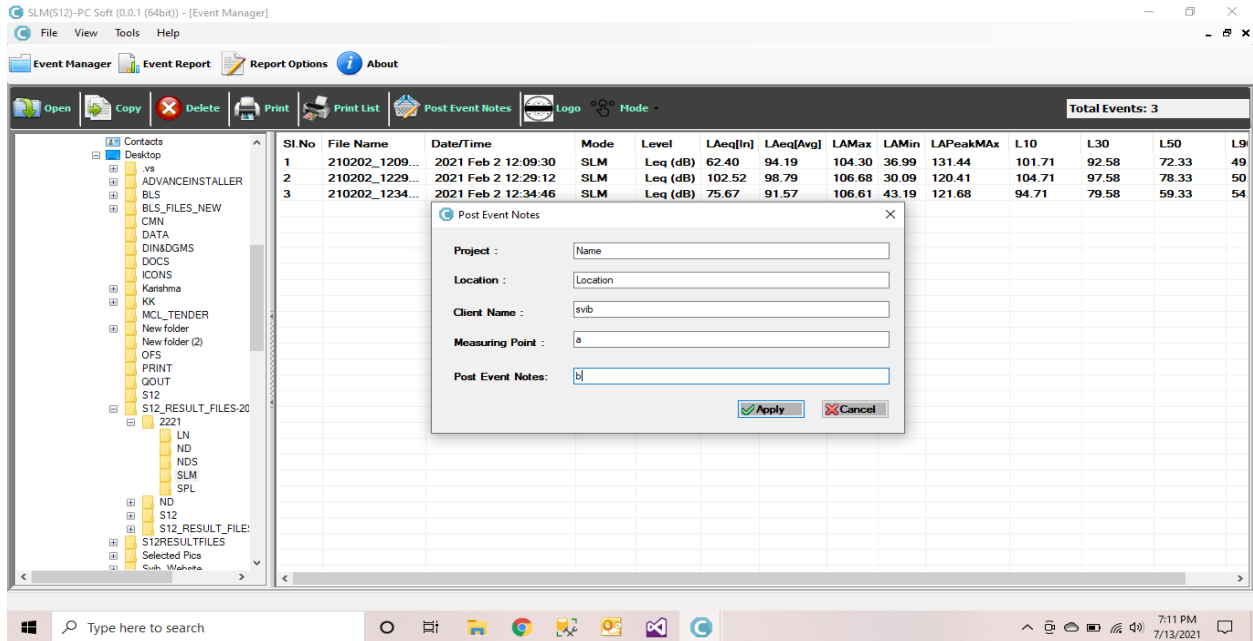 SLM(S12)-PC Soft (0.0.1 (64bit)) - [Event Manager]
File View Tools Help
Event Manager Event Report Report Options About
Open Copy Delete Print Print List Post Event Notes Logo Mode Total Events: 3
Contacts
Desktop
.vs
ADVANCEINSTALLER
BLS
BLS_FILES_NEW
CMN
DATA
DIN&DGMS
DOCS
ICONS
Karishma
KK
MCL_TENDER
New folder
New folder (2)
OFS
PRINT
QOUT
S12
S12_RESULT_FILES-20
2221
LN
ND
NDS
SLM
SPL
ND
S12
S12_RESULT_FILE
S12RESULTFILES
Selected Pics
Svib_Website
SI.No File Name Date/Time Mode Level LAeq[In] LAeq[Avg] LAMax LAMin LAPeakMAx L10 L30 L50 L9
1 210202_1209... 2021 Feb 2 12:09:30 SLM Leq (dB) 62.40 94.19 104.30 36.99 131.44 101.71 92.58 72.33 49
2 210202_1229... 2021 Feb 2 12:29:12 SLM Leq (dB) 102.52 98.79 106.68 30.09 120.41 104.71 97.58 78.33 50
3 210202_1234... 2021 Feb 2 12:34:46 SLM Leq (dB) 75.67 91.57 106.61 43.19 121.68 94.71 79.58 59.33 54
Post Event Notes
Project : Name
Location : Location
Client Name : svib
Measuring Point : a
Post Event Notes: b
Apply Cancel
Type here to search
7:11 PM
7/13/2021